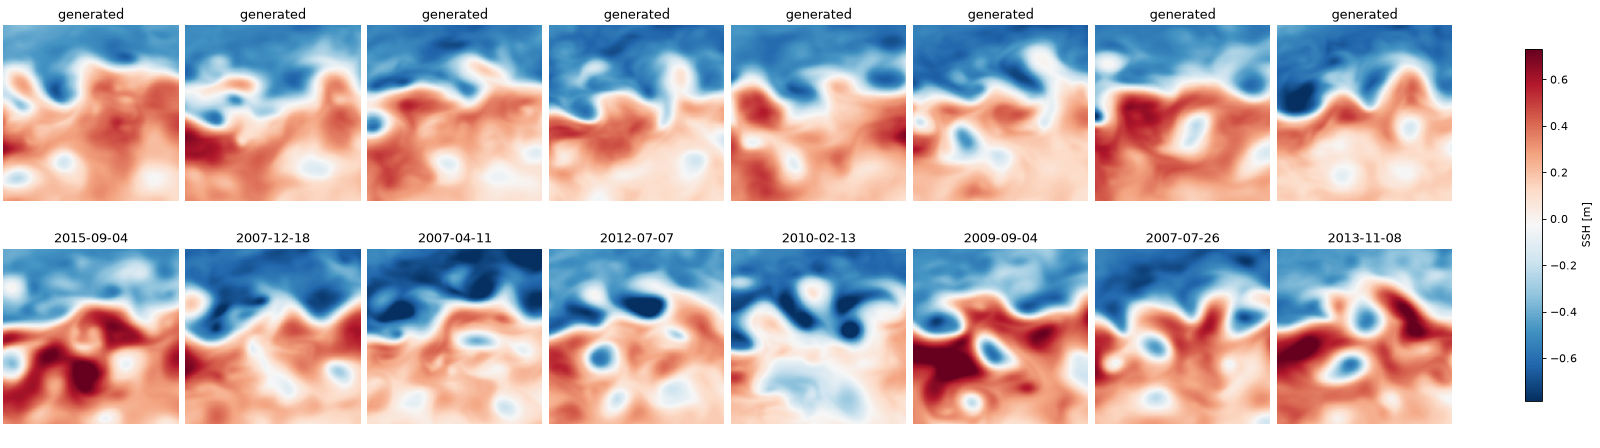 generated generated generated generated generated generated generated generated
2015-09-04 2007-12-18 2007-04-11 2012-07-07 2010-02-13 2009-09-04 2007-07-26 2013-11-08
0.6
0.4
0.2
0.0
−0.2
−0.4
−0.6
SSH [m]